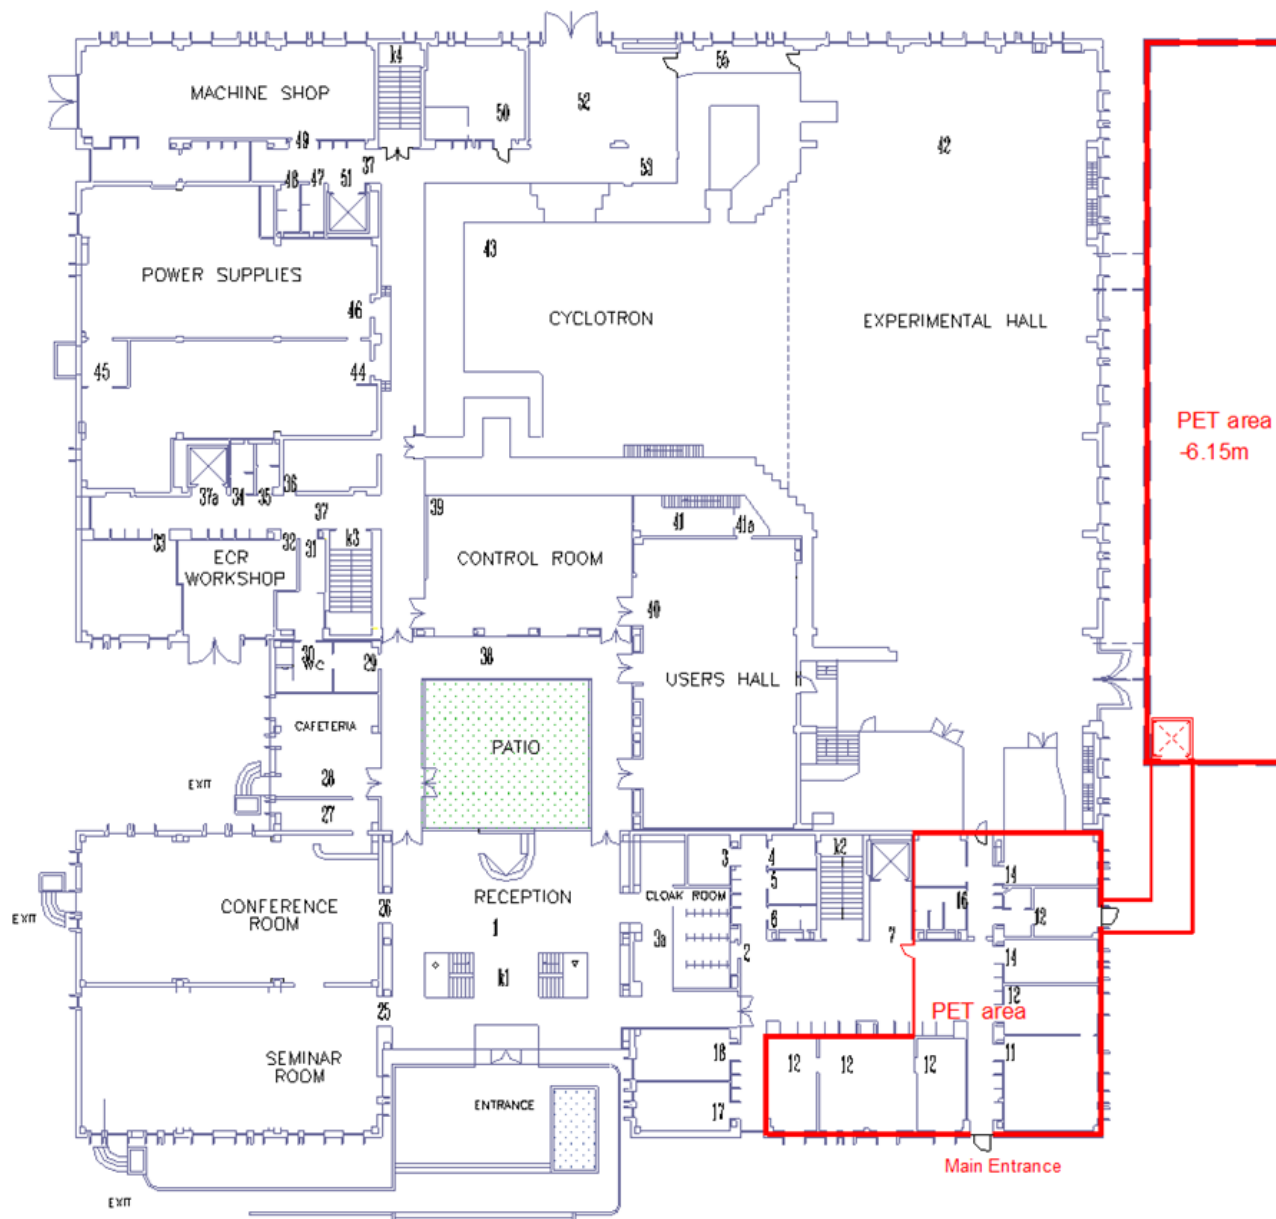 k4
55
MACHINE SHOP
50
52
49
42
37
53
48
47
51
43
POWER SUPPLIES
46
CYCLOTRON
EXPERIMENTAL HALL
45
44
PET area
-6.15m
36
37a
34
35
39
37
41
41a
33
32
31
k3
ECR
WORKSHOP
CONTROL ROOM
40
30
WC
29
38
USERS HALL
CAFETERIA
PATIO
EXIT
28
27
k2
3
4
14
5
RECEPTION
CLOAK ROOM
16
CONFERENCE
ROOM
26
6
12
EXIT
1
3a
2
7
k1
14
12
25
PET area
SEMINAR
ROOM
18
12
12
12
11
ENTRANCE
17
Main Entrance
EXIT